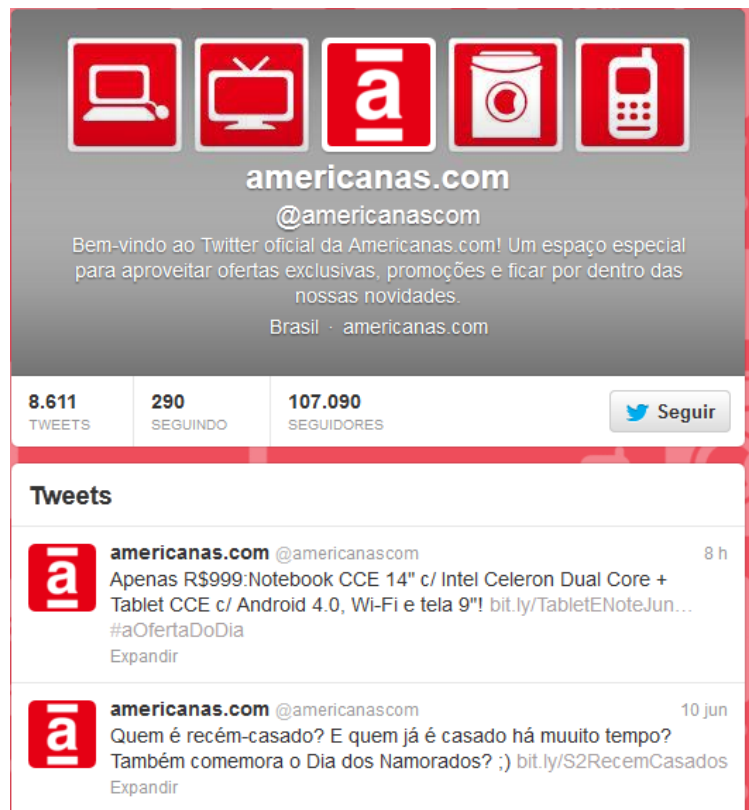 a
americanas.com
@americanascom
Bem-vindo ao Twitter oficial da Americanas.com! Um espaço especial
para aproveitar ofertas exclusivas, promoções e ficar por dentro das
nossas novidades.
Brasil · americanas.com
8.611 290 107.090
TWEETS SEGUINDO SEGUIDORES
Seguir
Tweets
a
americanas.com @americanascom 8 h
Apenas R$999:Notebook CCE 14" c/ Intel Celeron Dual Core +
Tablet CCE c/ Android 4.0, Wi-Fi e tela 9"! bit.ly/TabletENoteJun…
#aOfertaDoDia
Expandir
a
americanas.com @americanascom 10 jun
Quem é recém-casado? E quem já é casado há muuito tempo?
Também comemora o Dia dos Namorados? ;) bit.ly/S2RecemCasados
Expandir